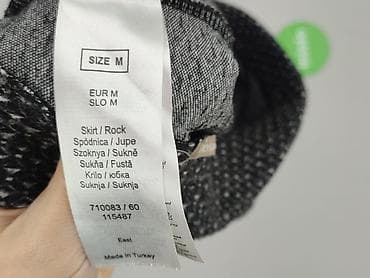 SIZE M
EUR M
SLO M
Skirt / Rock
Spódnica / Jupe
Szoknya / Sukně
Sukňa / Fustă
Krilo / юбка
Suknja / Suknja
710083 / 60
115487
East
Made in Turkey